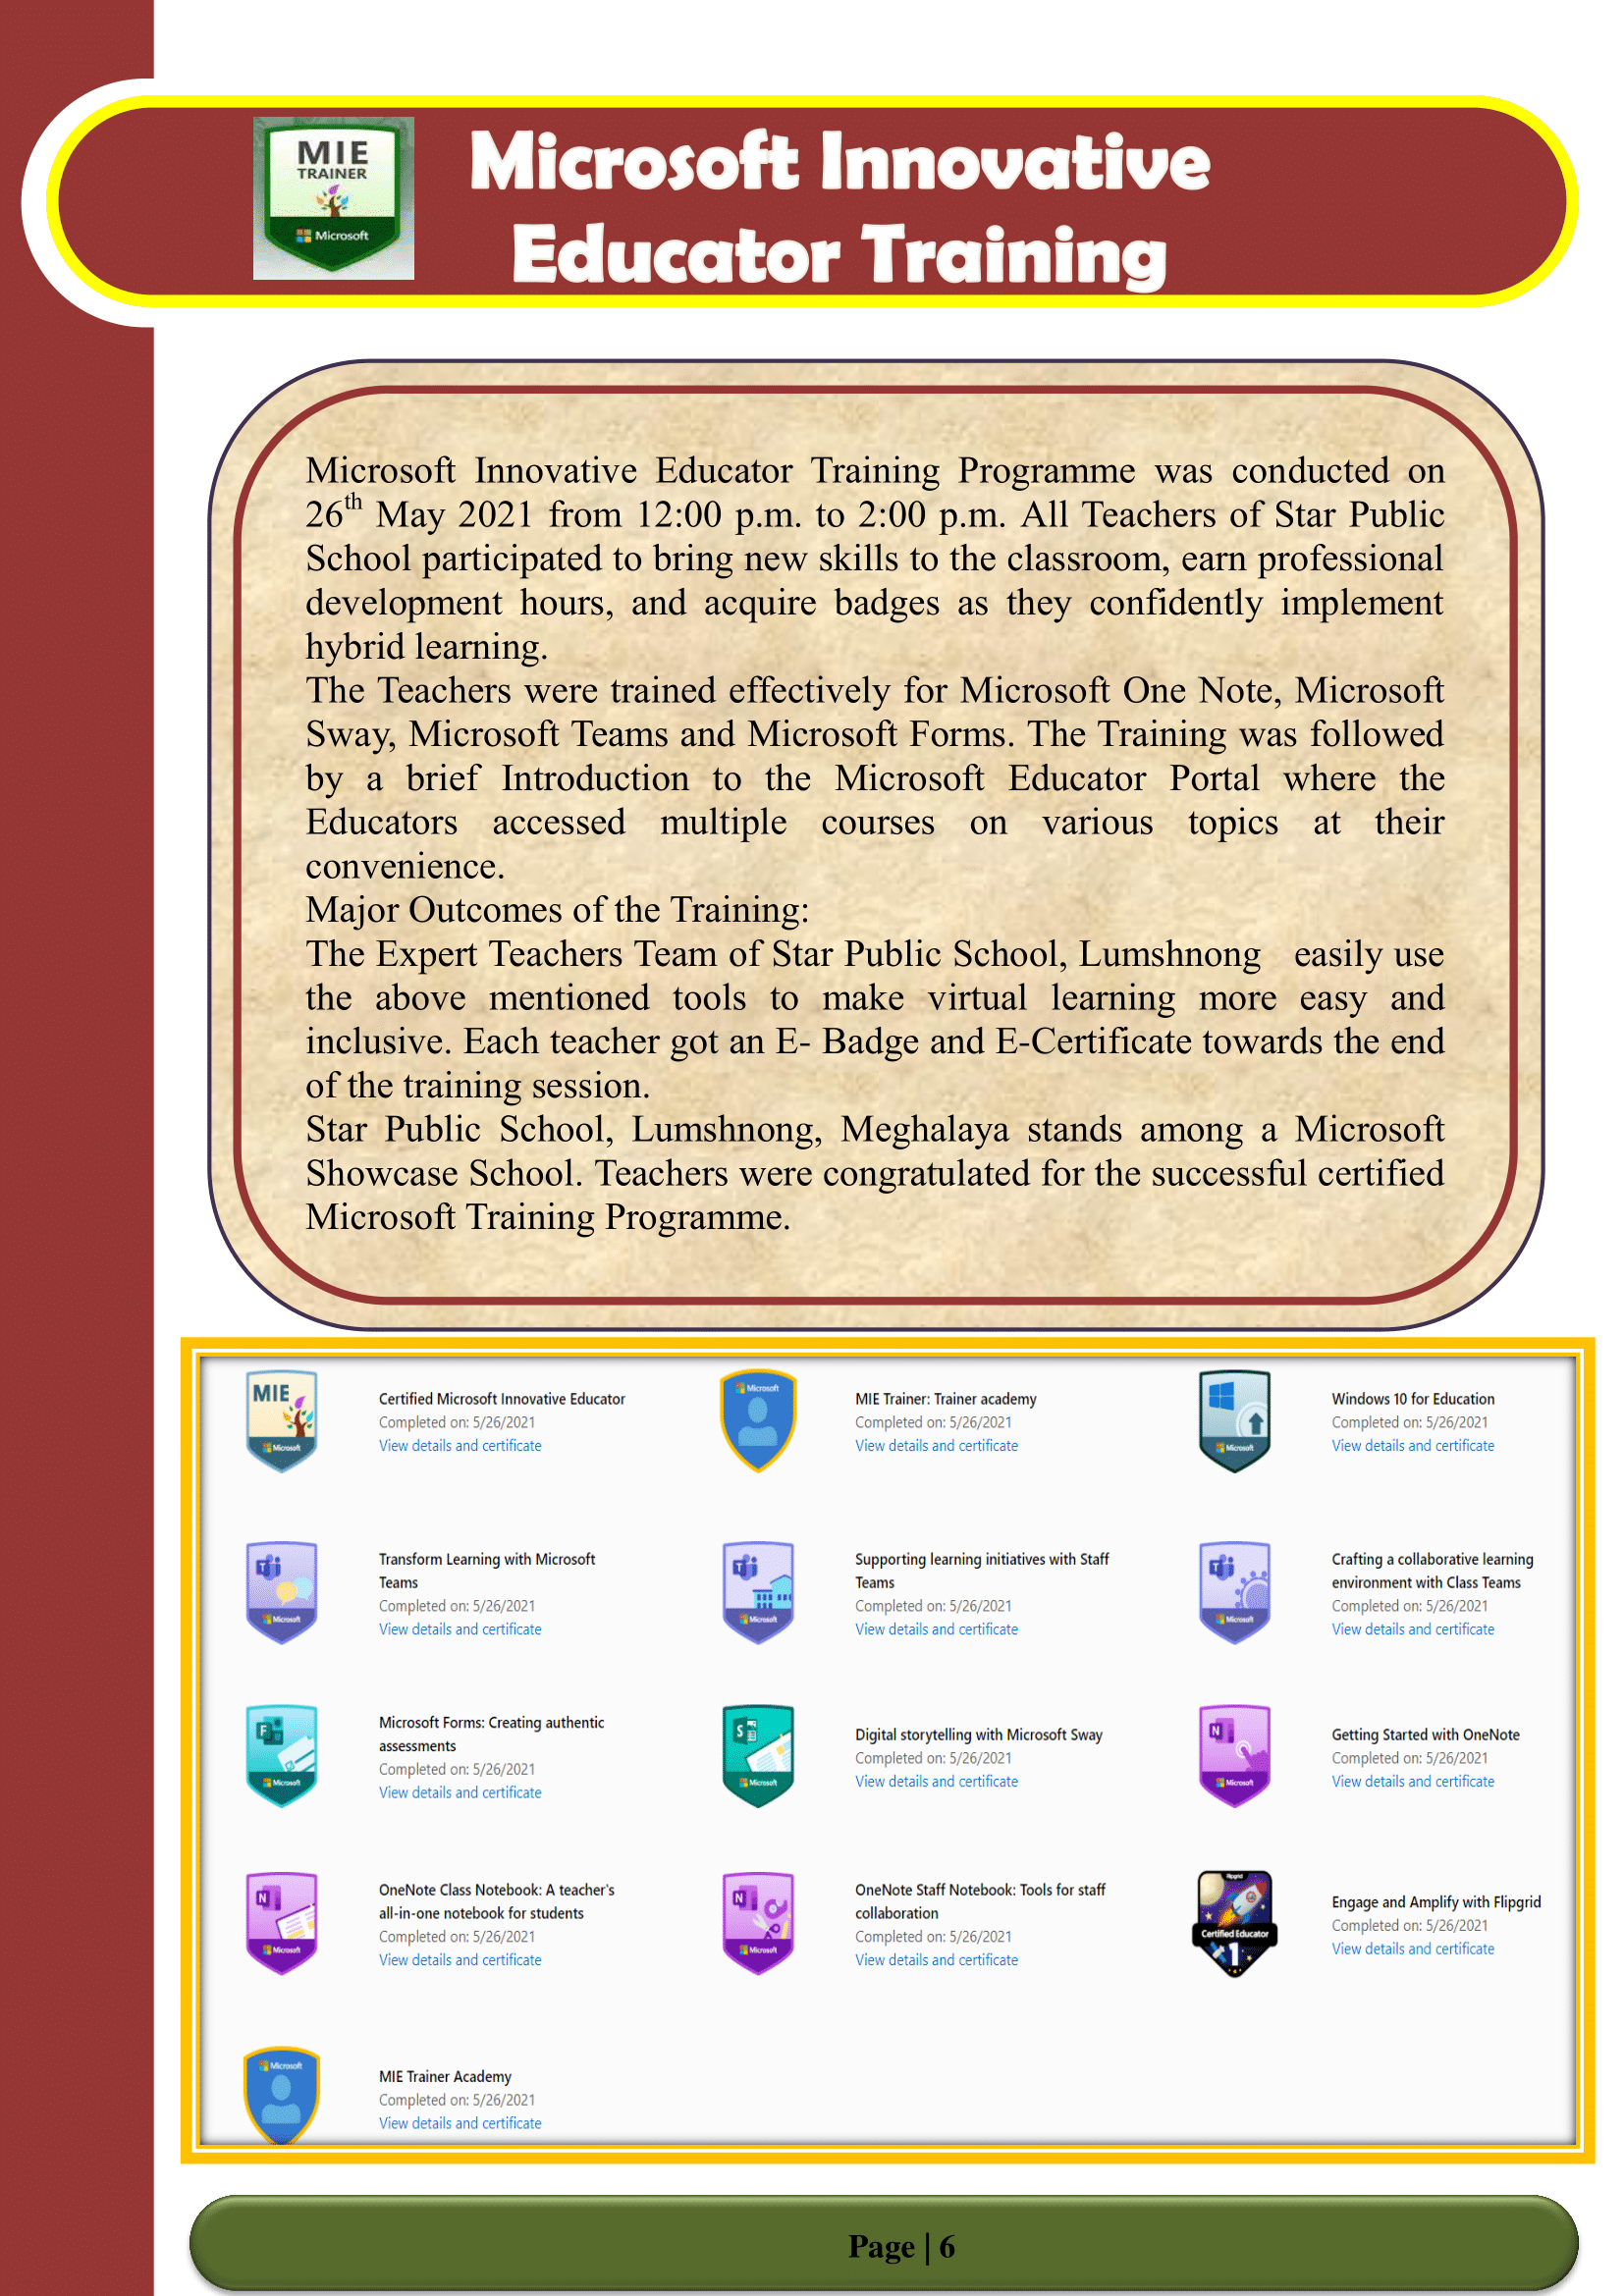 MIE
TRAINER
Microsoft
Microsoft Innovative
Educator Training
Microsoft Innovative Educator Training Programme was conducted on
26th May 2021 from 12:00 p.m. to 2:00 p.m. All Teachers of Star Public
School participated to bring new skills to the classroom, earn professional
development hours, and acquire badges as they confidently implement
hybrid learning.
The Teachers were trained effectively for Microsoft One Note, Microsoft
Sway, Microsoft Teams and Microsoft Forms. The Training was followed
by a brief Introduction to the Microsoft Educator Portal where the
Educators accessed multiple courses on various topics at their
convenience.
Major Outcomes of the Training:
The Expert Teachers Team of Star Public School, Lumshnong easily use
the above mentioned tools to make virtual learning more easy and
inclusive. Each teacher got an E- Badge and E-Certificate towards the end
of the training session.
Star Public School, Lumshnong, Meghalaya stands among a Microsoft
Showcase School. Teachers were congratulated for the successful certified
Microsoft Training Programme.
MIE
Microsoft
Certified Microsoft Innovative Educator
Completed on: 5/26/2021
View details and certificate
Microsoft
MIE Trainer: Trainer academy
Completed on: 5/26/2021
View details and certificate
Microsoft
Windows 10 for Education
Completed on: 5/26/2021
View details and certificate
T
Microsoft
Transform Learning with Microsoft
Teams
Completed on: 5/26/2021
View details and certificate
T
Microsoft
Supporting learning initiatives with Staff
Teams
Completed on: 5/26/2021
View details and certificate
T
Microsoft
Crafting a collaborative learning
environment with Class Teams
Completed on: 5/26/2021
View details and certificate
F
Microsoft
Microsoft Forms: Creating authentic
assessments
Completed on: 5/26/2021
View details and certificate
S
Microsoft
Digital storytelling with Microsoft Sway
Completed on: 5/26/2021
View details and certificate
N
Microsoft
Getting Started with OneNote
Completed on: 5/26/2021
View details and certificate
N
Microsoft
OneNote Class Notebook: A teacher's
all-in-one notebook for students
Completed on: 5/26/2021
View details and certificate
N
Microsoft
OneNote Staff Notebook: Tools for staff
collaboration
Completed on: 5/26/2021
View details and certificate
Flipgrid
Certified Educator
1
Engage and Amplify with Flipgrid
Completed on: 5/26/2021
View details and certificate
Microsoft
MIE Trainer Academy
Completed on: 5/26/2021
View details and certificate
Page | 6